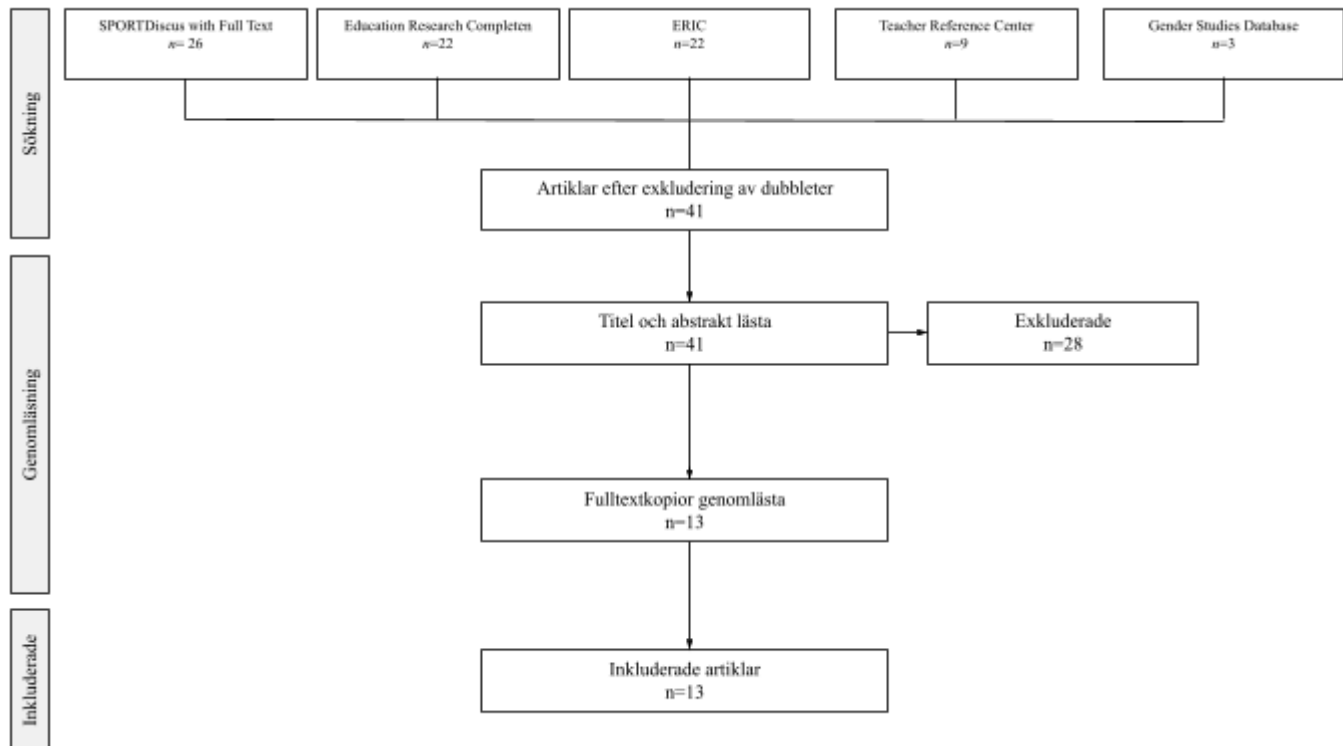 SPORTDiscus with Full Text
n= 26
Education Research Completen
n=22
ERIC
n=22
Teacher Reference Center
n=9
Gender Studies Database
n=3
Sökning
Artiklar efter exkludering av dubbleter
n=41
Genomläsning
Titel och abstrakt lästa
n=41
Exkluderade
n=28
Fulltextkopior genomlästa
n=13
Inkluderade
Inkluderade artiklar
n=13